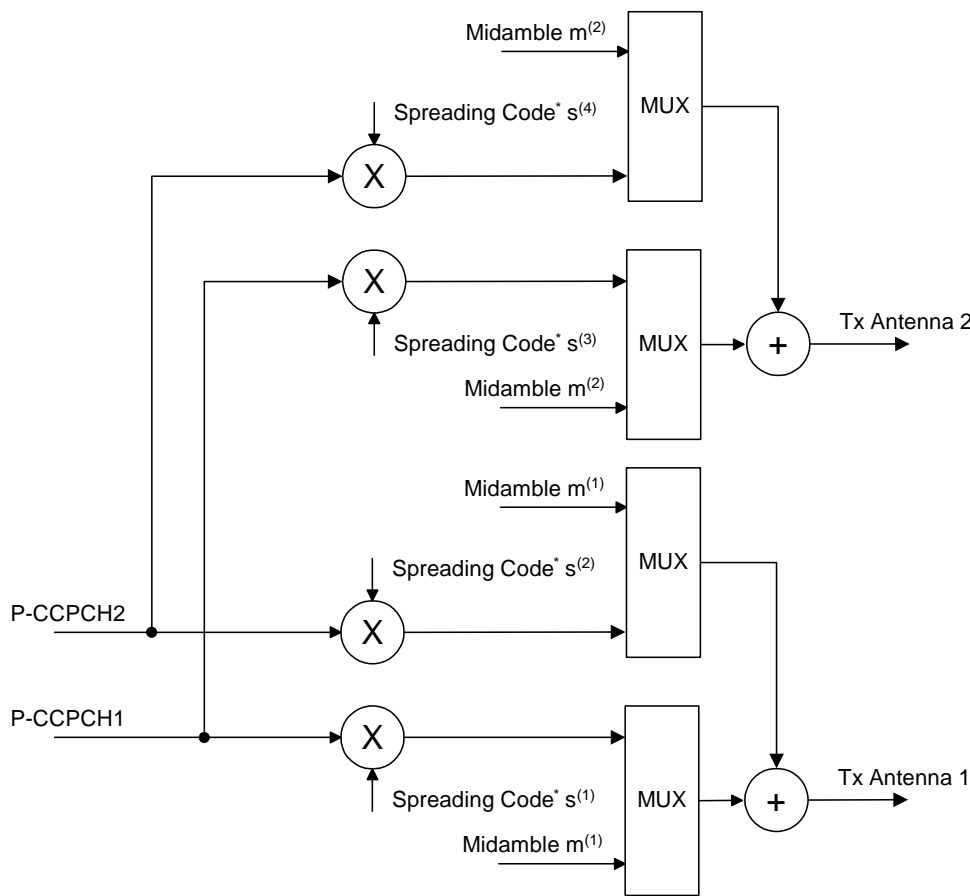 Midamble m(2)
MUX
Spreading Code* s(4)
X
X
Spreading Code* s(3)
MUX
+
Tx Antenna 2
Midamble m(2)
Midamble m(1)
MUX
Spreading Code* s(2)
P-CCPCH2
X
P-CCPCH1
X
Spreading Code* s(1)
MUX
+
Tx Antenna 1
Midamble m(1)